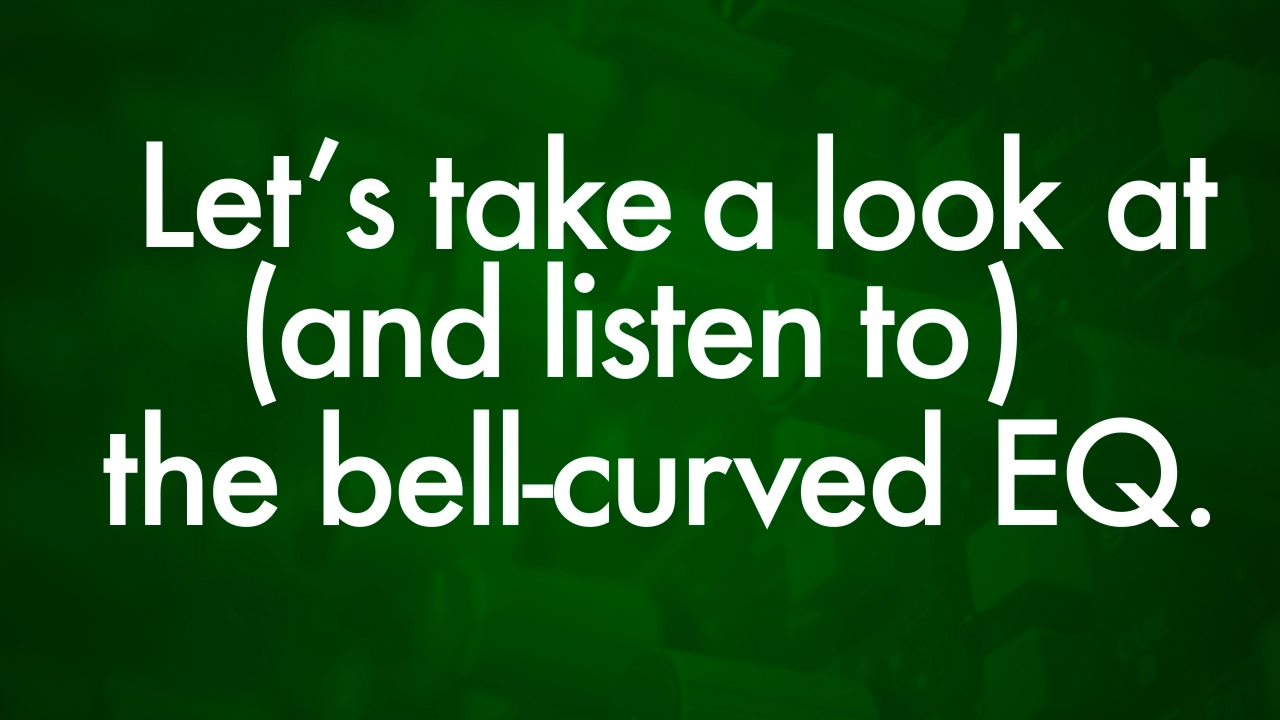 Let's take a look at
(and listen to)
the bell-curved EQ.